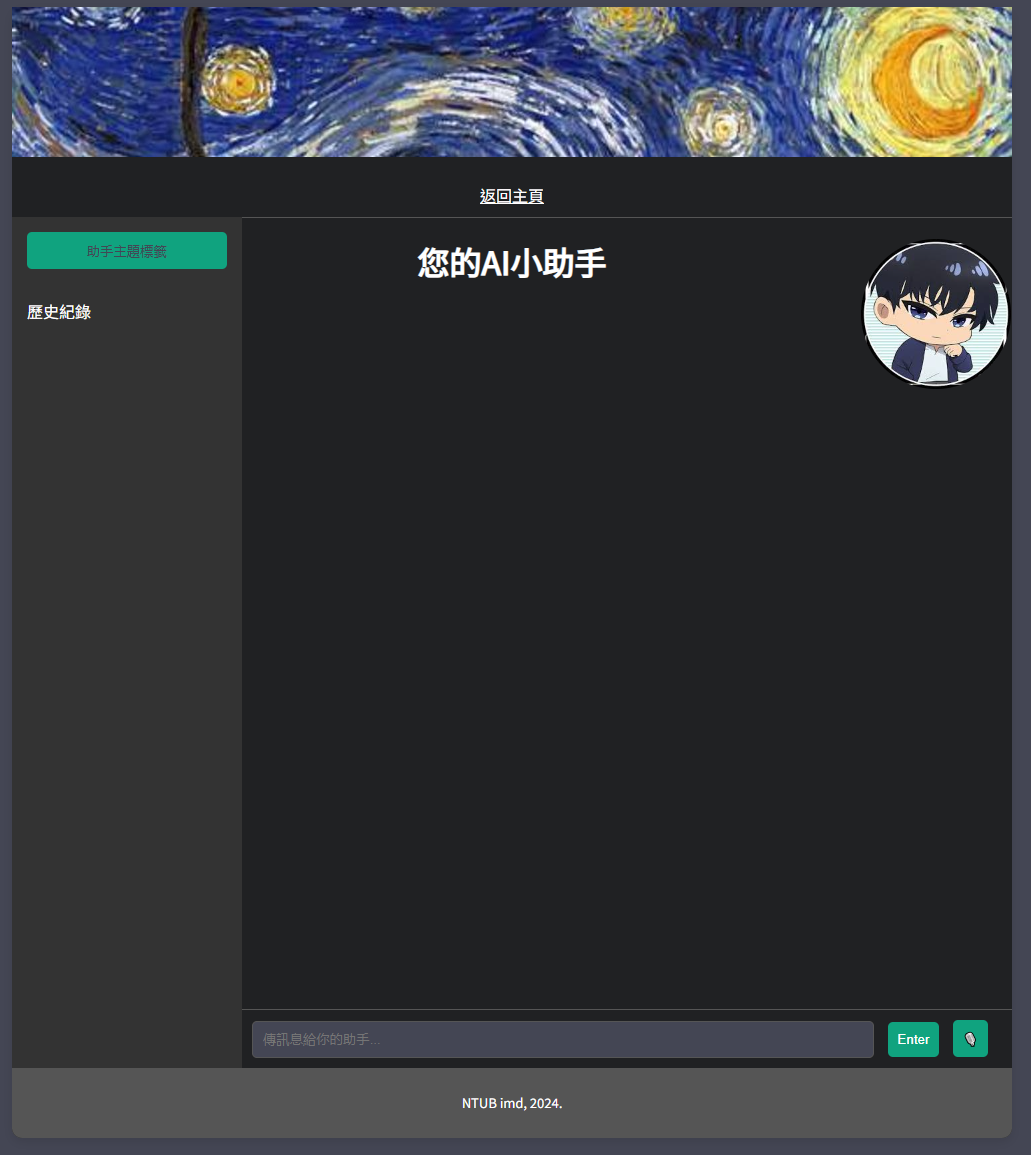 返回主頁
助手主題標籤
您的AI小助手
歷史紀錄
傳訊息給你的助手...
Enter
NTUB imd, 2024.